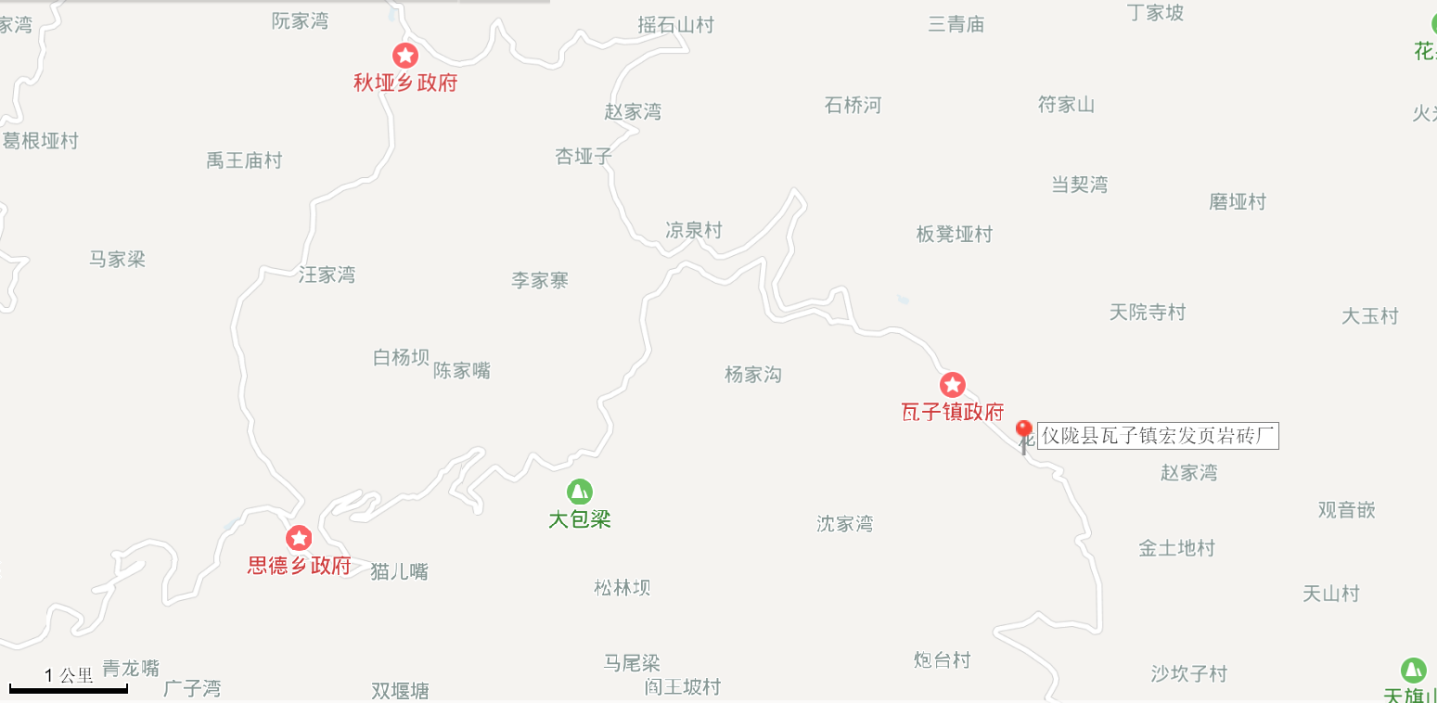 阮家湾
摇石山村
三青庙
丁家坡
秋垭乡政府
赵家湾
石桥河
符家山
葛根垭村
禹王庙村
杏垭子
当契湾
磨垭村
凉泉村
板凳垭村
马家梁
汪家湾
李家寨
天院寺村
大玉村
白杨坝
陈家嘴
杨家沟
瓦子镇政府
仪陇县瓦子镇宏发页岩砖厂
赵家湾
大包梁
沈家湾
观音嵌
金土地村
思德乡政府
猫儿嘴
松林坝
天山村
1 公里
青龙嘴
广子湾
双堰塘
马尾梁
阎王坡村
炮台村
沙坎子村
天旗山